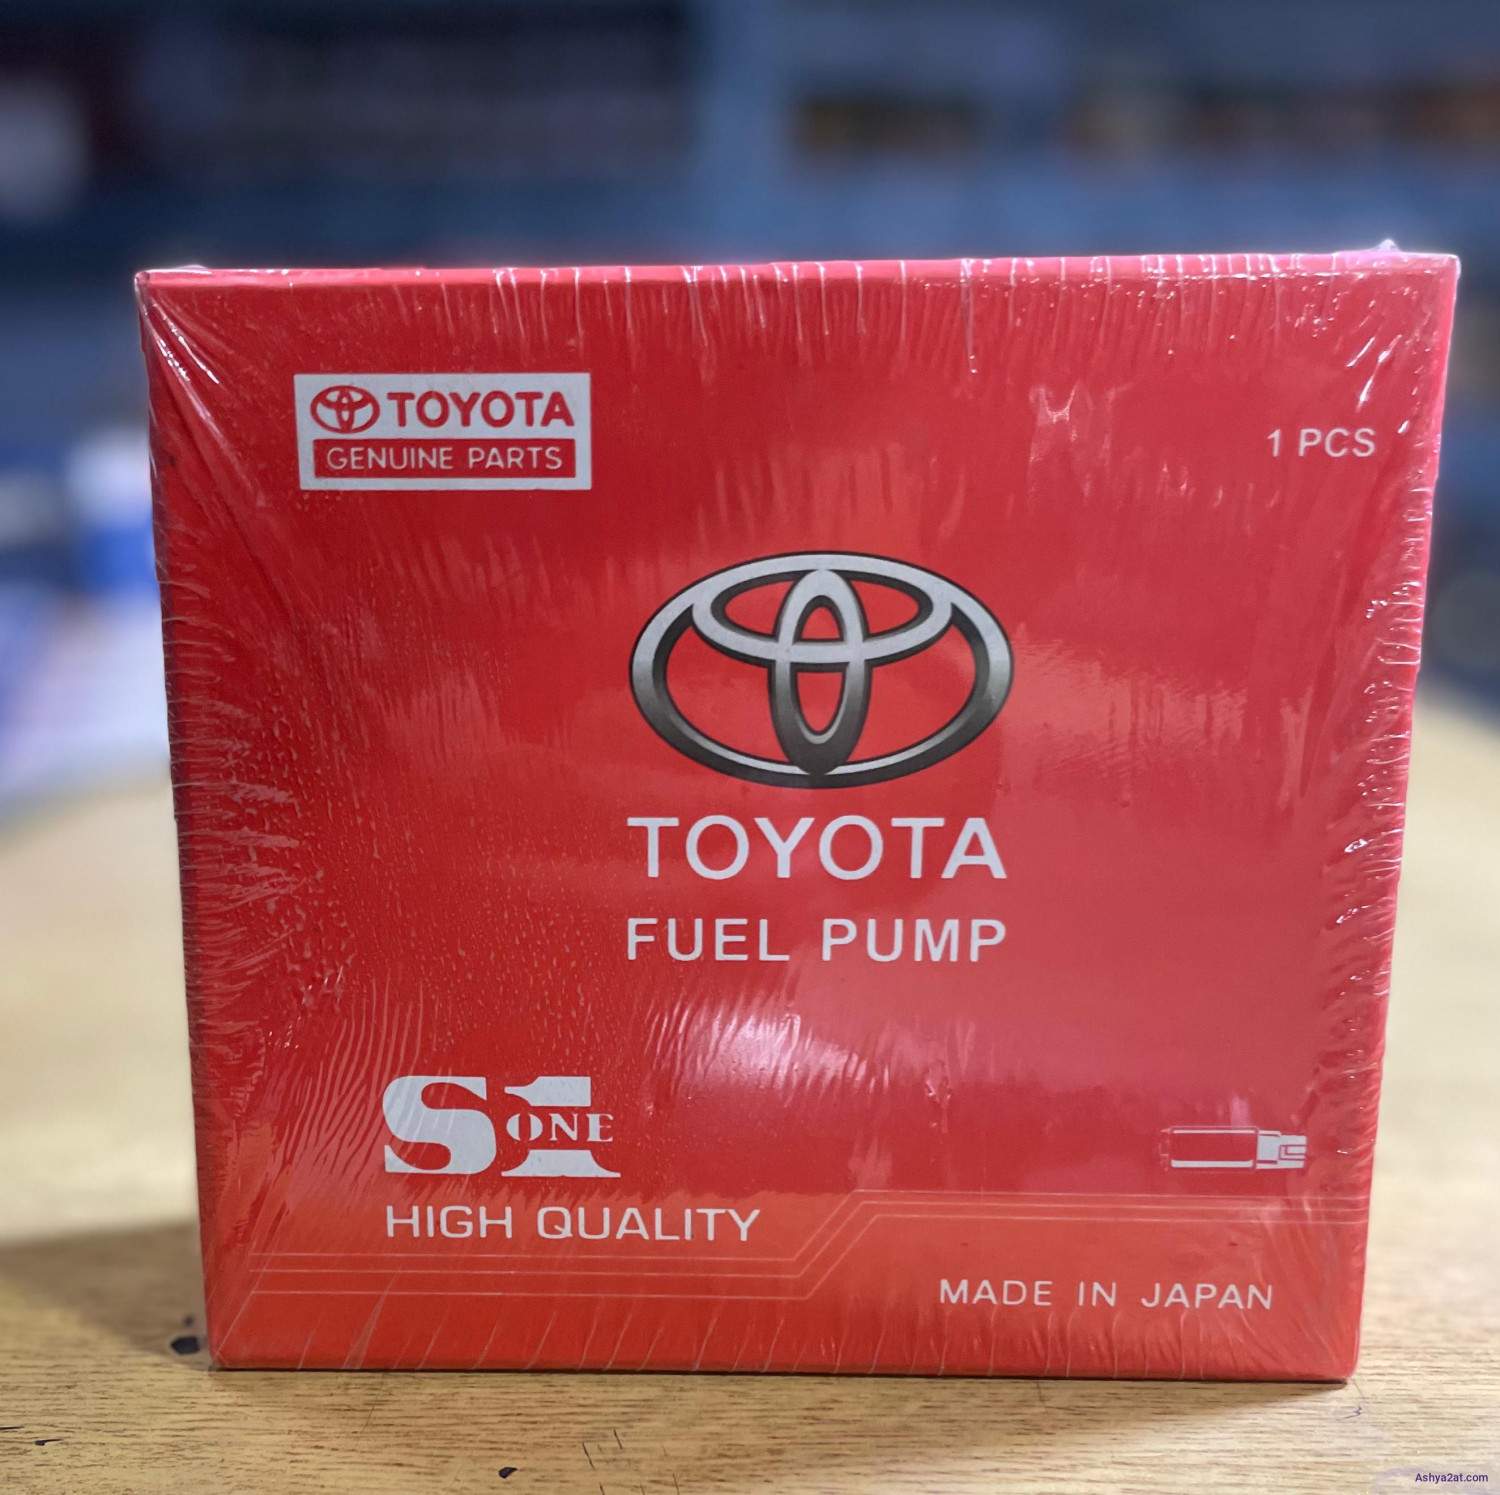 TOYOTA
GENUINE PARTS
1 PCS
TOYOTA
FUEL PUMP
S1
ONE
HIGH QUALITY
MADE IN JAPAN
Ashya2at.com